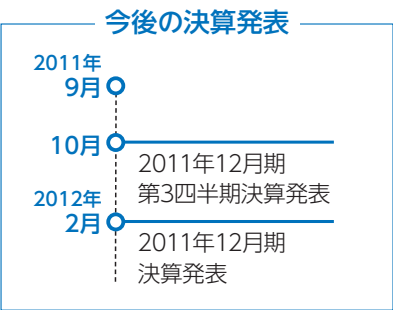 今後の決算発表
2011年
9月
10月
2011年12月期
第3四半期決算発表
2012年
2月
2011年12月期
決算発表